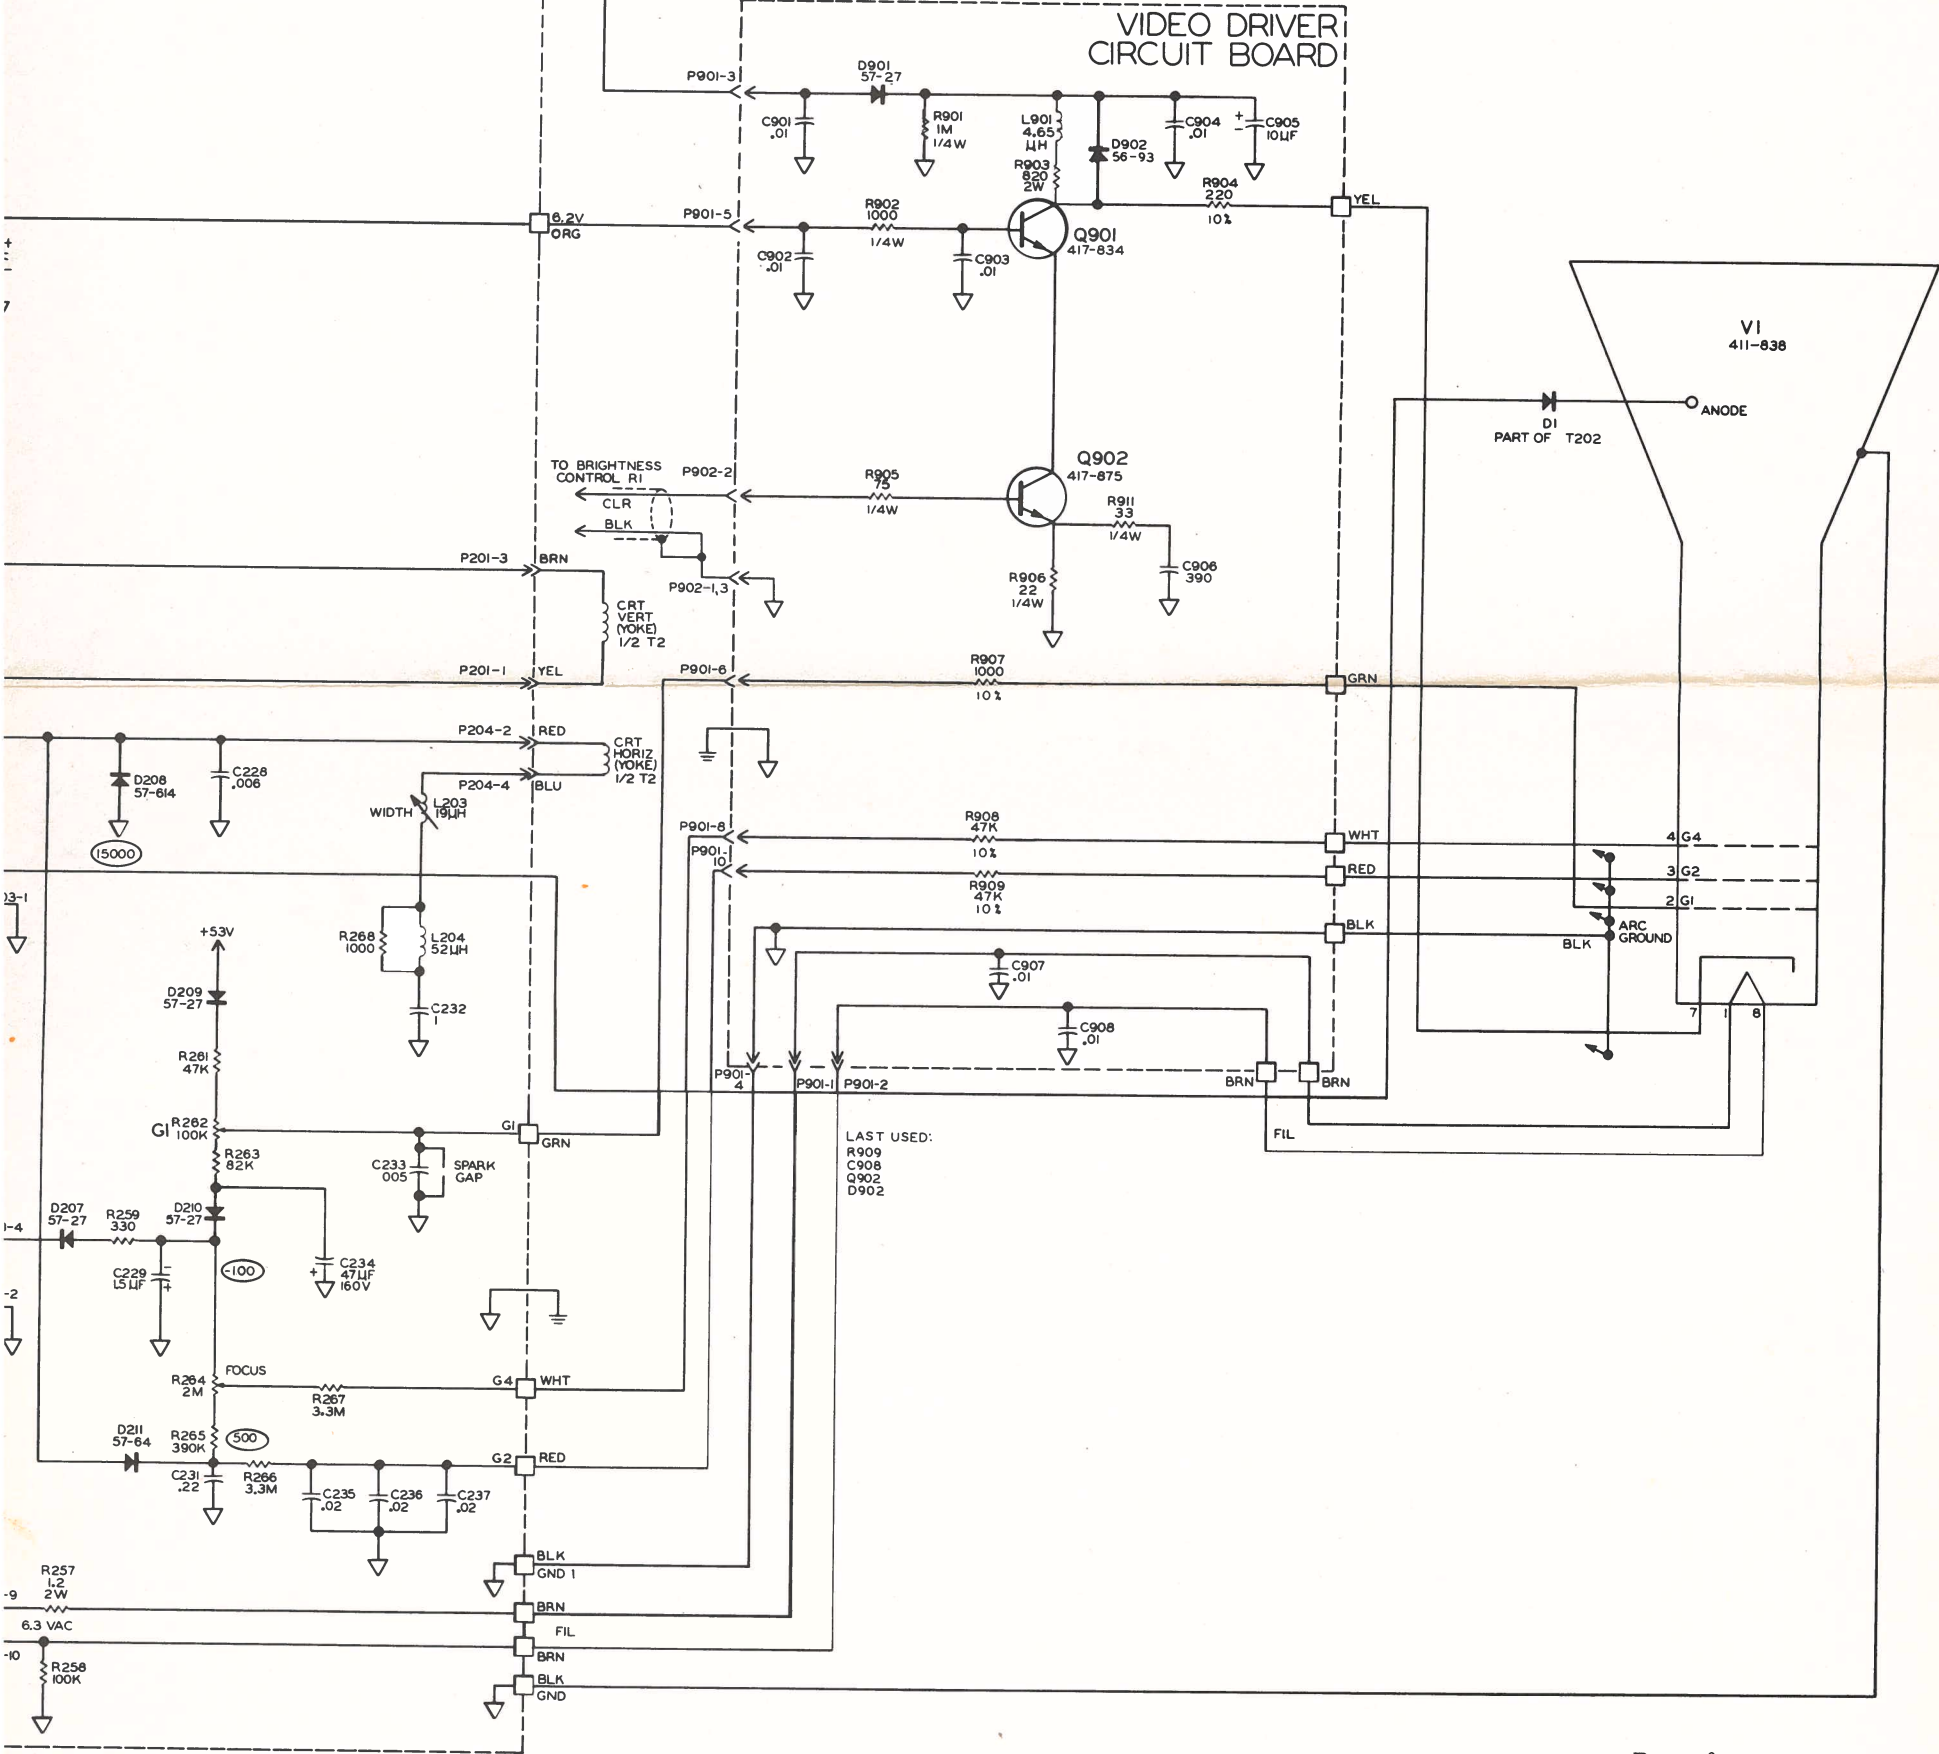 VIDEO DRIVER
CIRCUIT BOARD
P901-3
D901
57-27
C901
.01
R901
1M
1/4W
L901
4.65
µH
R903
820
2W
D902
56-93
C904
.01
+
-
C905
10µF
6.2V
ORG
P901-5
R902
1000
1/4W
C902
.01
C903
.01
Q901
417-834
R904
220
10%
YEL
+
-
7
V1
411-838
D1
PART OF T202
ANODE
TO BRIGHTNESS
CONTROL R1
CLR
BLK
P902-2
R905
75
1/4W
Q902
417-875
R911
33
1/4W
R906
22
1/4W
C906
390
P902-1,3
P201-3
BRN
CRT
VERT
(YOKE)
1/2 T2
P201-1
YEL
P901-6
R907
1000
10%
GRN
P204-2
RED
CRT
HORIZ
(YOKE)
1/2 T2
P204-4
BLU
D208
57-614
15000
C228
.006
WIDTH
L203
19µH
P901-8
R908
47K
10%
WHT
P901-
10
R909
47K
10%
RED
4 G4
3 G2
2 G1
BLK
BLK
ARC
GROUND
03-1
+53V
R268
1000
L204
52µH
C232
1
D209
57-27
R261
47K
C907
.01
C908
.01
7
1
8
P901-
4
P901-1
P901-2
BRN
BRN
FIL
G1
R262
100K
G1
GRN
R263
82K
C233
005
SPARK
GAP
LAST USED:
R909
C908
Q902
D902
1-4
D207
57-27
R259
330
D210
57-27
C229
1.5µF
-
+
-100
+
C234
47µF
160V
-2
FOCUS
R264
2M
R267
3.3M
G4
WHT
D211
57-64
R265
390K
500
C231
.22
R266
3.3M
G2
RED
C235
.02
C236
.02
C237
.02
BLK
GND 1
R257
1.2
2W
-9
6.3 VAC
BRN
FIL
BRN
-10
R258
100K
BLK
GND